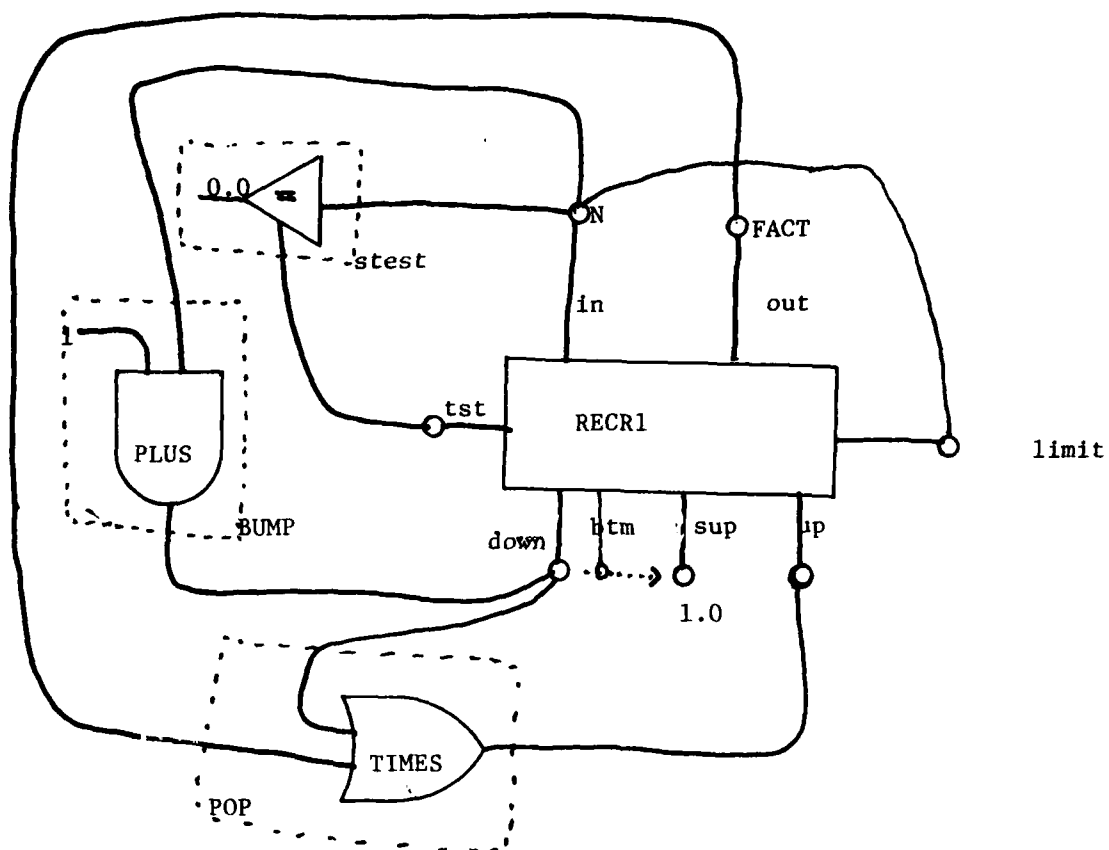 0.0
=
N
FACT
stest
in
out
1
tst
RECR1
PLUS
limit
BUMP
down
btm
sup
up
1.0
TIMES
POP